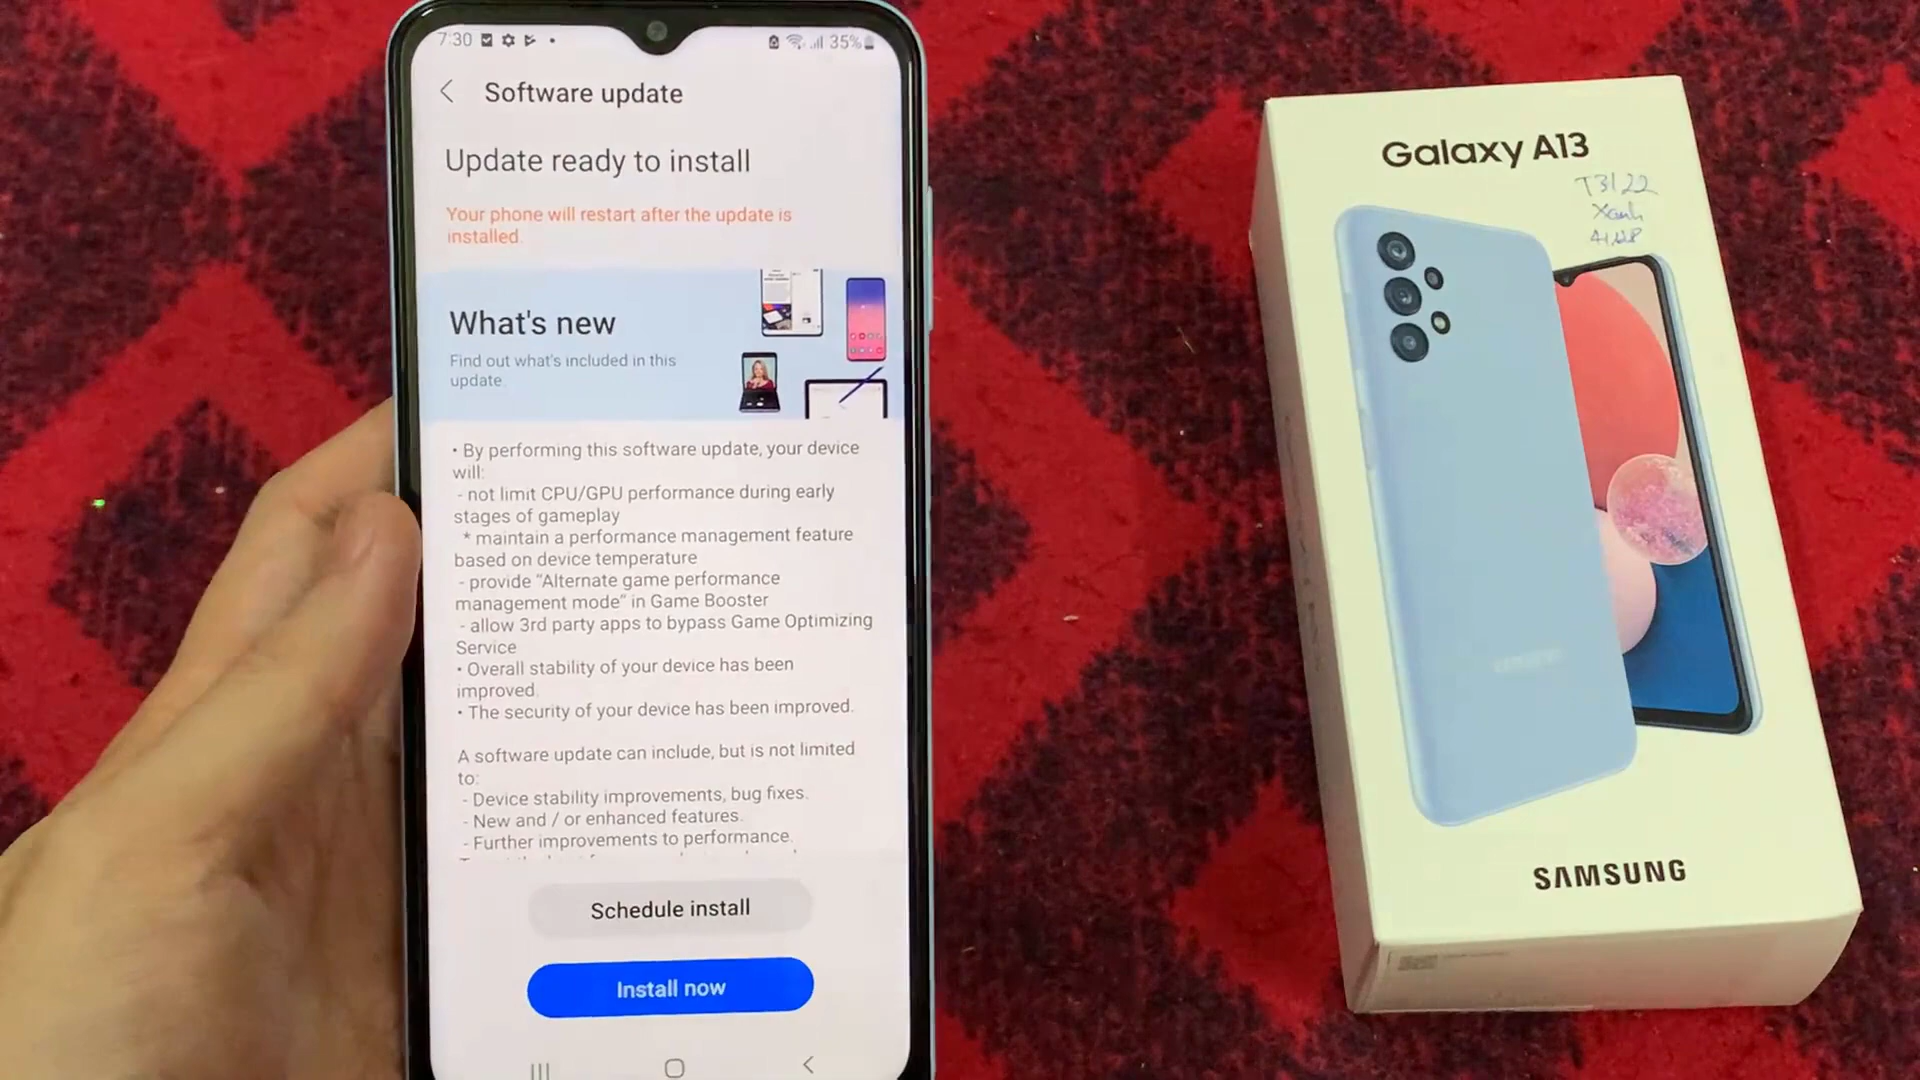 7:30
35%
Software update
Update ready to install
Your phone will restart after the update is
installed.
What's new
Find out what's included in this
update.
• By performing this software update, your device
will:
- not limit CPU/GPU performance during early
stages of gameplay
* maintain a performance management feature
based on device temperature
- provide “Alternate game performance
management mode” in Game Booster
- allow 3rd party apps to bypass Game Optimizing
Service
• Overall stability of your device has been
improved.
• The security of your device has been improved.
A software update can include, but is not limited
to:
- Device stability improvements, bug fixes.
- New and / or enhanced features.
- Further improvements to performance.
Schedule install
Install now
Galaxy A13
T3/22
Xanh
SAMSUNG
SAMSUNG